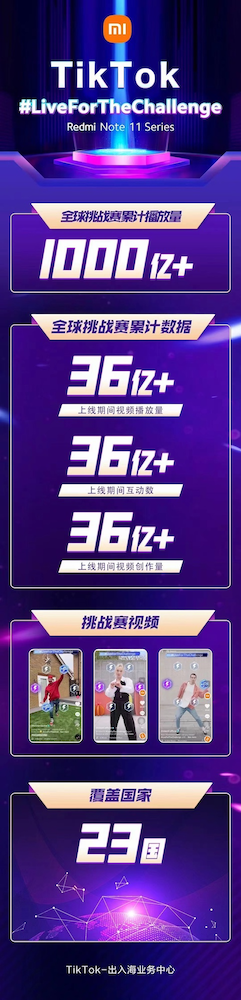 TikTok
#LiveForTheChallenge
Redmi Note 11 Series
全球挑战赛累计播放量
1000亿+
全球挑战赛累计数据
36亿+
上线期间视频播放量
36亿+
上线期间互动数
36亿+
上线期间视频创作量
挑战赛视频
覆盖国家
23国
TikTok-出入海业务中心